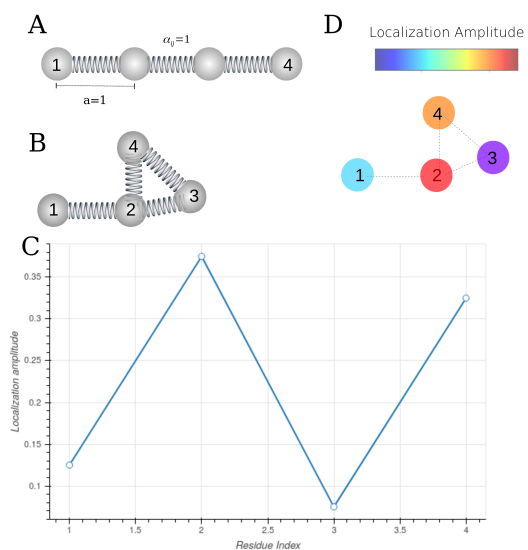 A
α_ij=1
1
4
a=1
B
4
1
2
3
D
Localization Amplitude
4
3
1
2
C
0.35
0.3
0.25
0.2
0.15
0.1
Localization amplitude
1
1.5
2
2.5
3
3.5
4
Residue Index